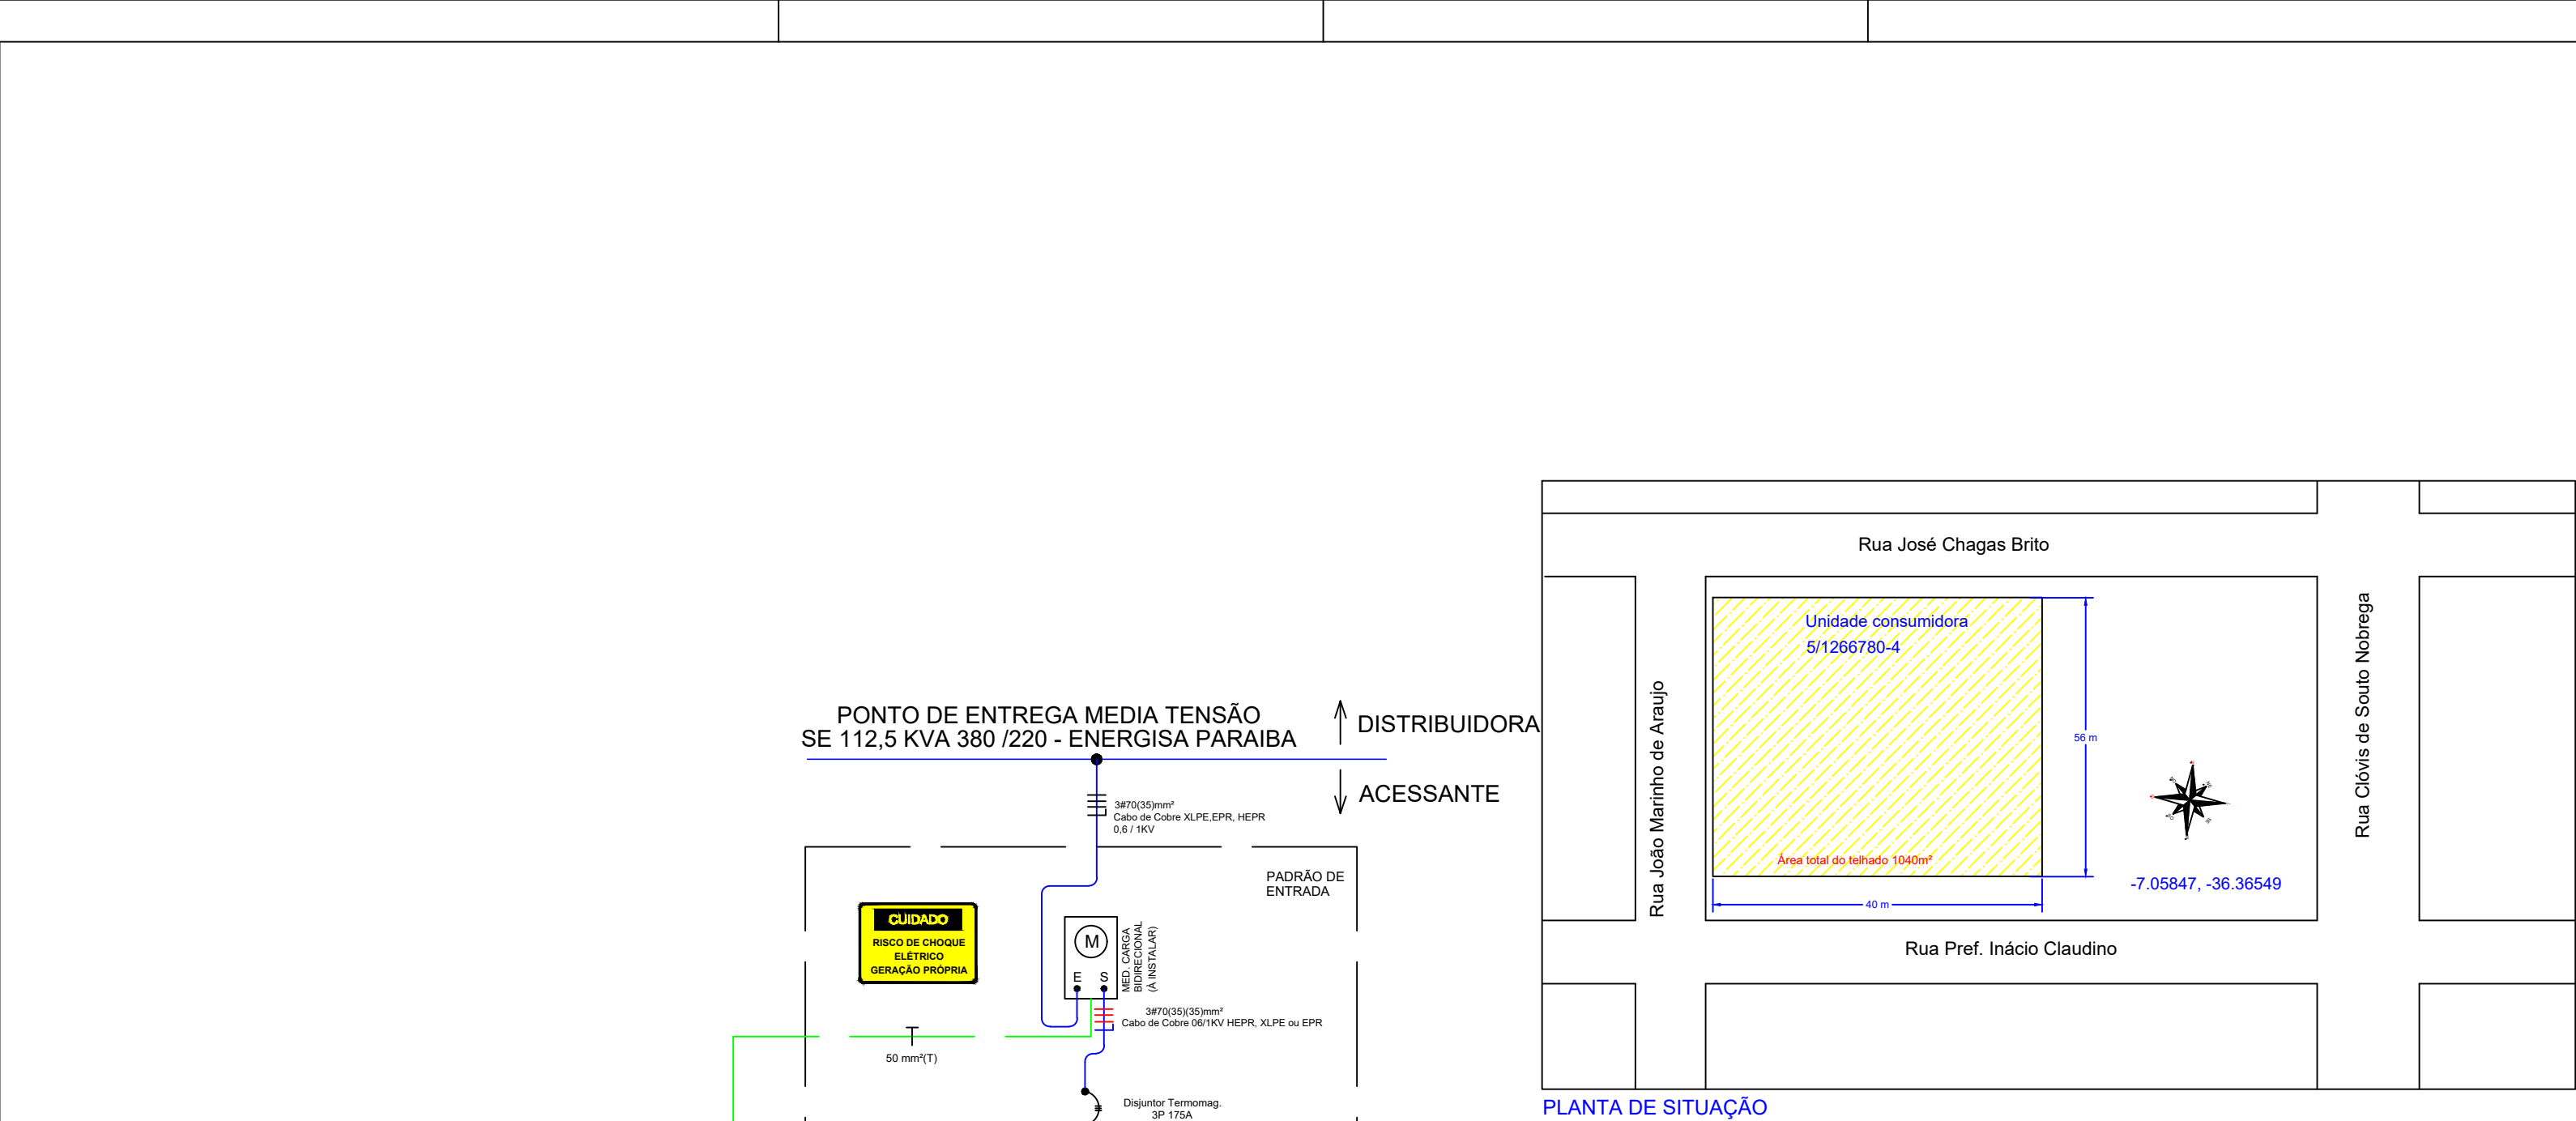 PONTO DE ENTREGA MEDIA TENSÃO
SE 112,5 KVA 380 /220 - ENERGISA PARAIBA
DISTRIBUIDORA
ACESSANTE
3#70(35)mm²
Cabo de Cobre XLPE,EPR, HEPR
0,6 / 1KV
PADRÃO DE
ENTRADA
CUIDADO
RISCO DE CHOQUE
ELÉTRICO
GERAÇÃO PRÓPRIA
M
E S
MED. CARGA
BIDIRECIONAL
(À INSTALAR)
3#70(35)(35)mm²
Cabo de Cobre 06/1KV HEPR, XLPE ou EPR
50 mm²(T)
Disjuntor Termomag.
3P 175A
Rua José Chagas Brito
Unidade consumidora
5/1266780-4
Rua João Marinho de Araujo
Rua Clóvis de Souto Nobrega
56 m
Área total do telhado 1040m²
40 m
-7.05847, -36.36549
Rua Pref. Inácio Claudino
PLANTA DE SITUAÇÃO